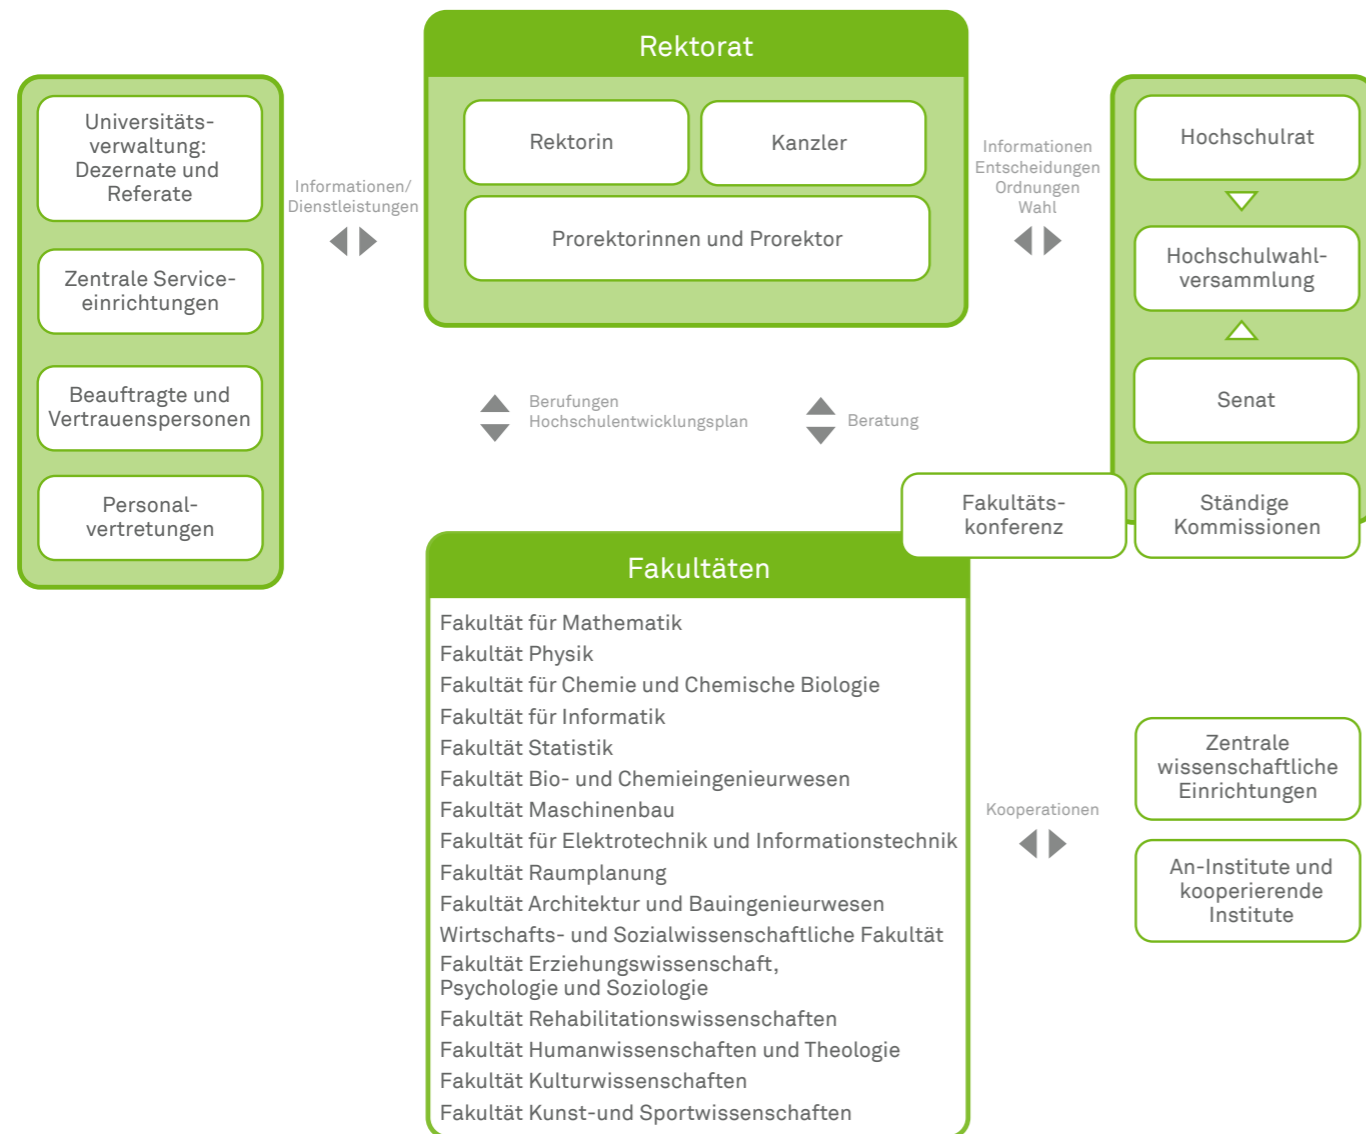 Rektorat
Rektorin
Kanzler
Prorektorinnen und Prorektor
Universitäts-
verwaltung:
Dezernate und
Referate
Zentrale Service-
einrichtungen
Beauftragte und
Vertrauenspersonen
Personal-
vertretungen
Informationen/
Dienstleistungen
Informationen
Entscheidungen
Ordnungen
Wahl
Hochschulrat
Hochschulwahl-
versammlung
Senat
Ständige
Kommissionen
Fakultäts-
konferenz
Berufungen
Hochschulentwicklungsplan
Beratung
Fakultäten
Fakultät für Mathematik
Fakultät Physik
Fakultät für Chemie und Chemische Biologie
Fakultät für Informatik
Fakultät Statistik
Fakultät Bio- und Chemieingenieurwesen
Fakultät Maschinenbau
Fakultät für Elektrotechnik und Informationstechnik
Fakultät Raumplanung
Fakultät Architektur und Bauingenieurwesen
Wirtschafts- und Sozialwissenschaftliche Fakultät
Fakultät Erziehungswissenschaft,
Psychologie und Soziologie
Fakultät Rehabilitationswissenschaften
Fakultät Humanwissenschaften und Theologie
Fakultät Kulturwissenschaften
Fakultät Kunst-und Sportwissenschaften
Kooperationen
Zentrale
wissenschaftliche
Einrichtungen
An-Institute und
kooperierende
Institute